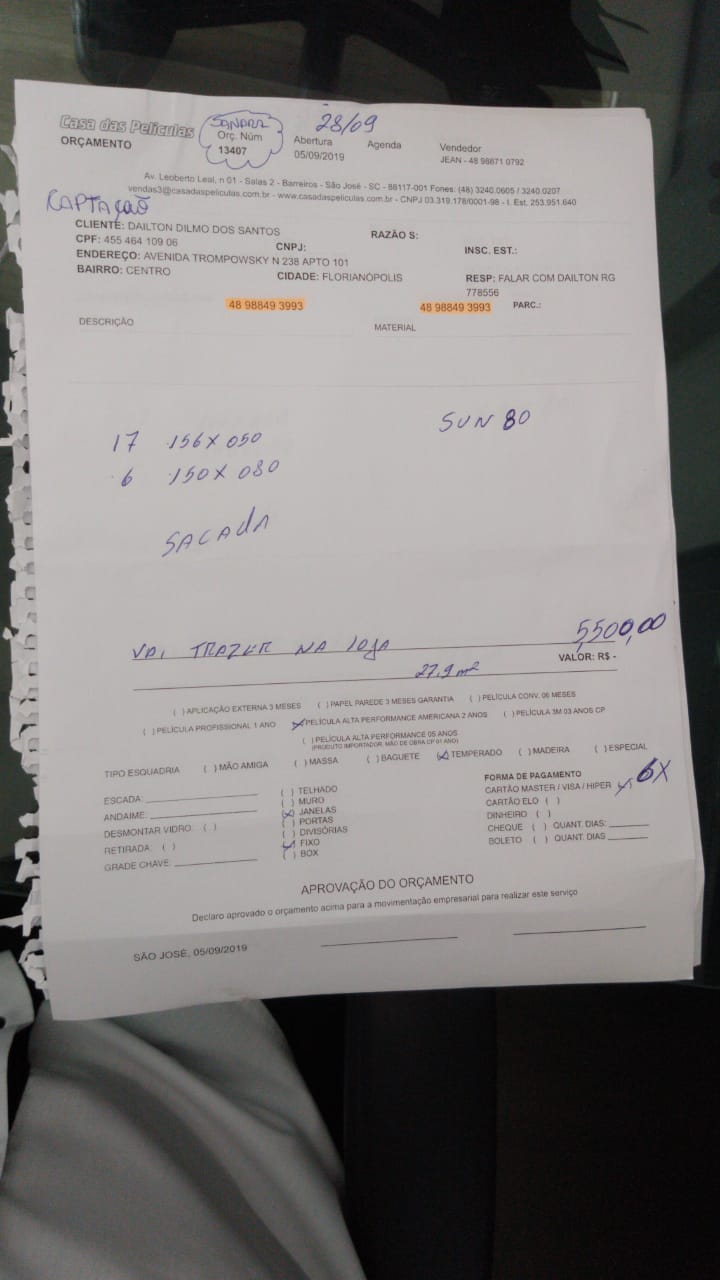 Casa das Películas
ORÇAMENTO
SANDRA
Orç. Núm
13407
28/09
Abertura
05/09/2019
Agenda
Vendedor
JEAN - 48 98671 0792
Av. Leoberto Leal, n 01 - Salas 2 - Barreiros - São José - SC - 88117-001 Fones: (48) 3240.0605 / 3240.0207
vendas3@casadaspeliculas.com.br - www.casadaspeliculas.com.br - CNPJ 03.319.178/0001-98 - I. Est. 253.951.640
CAPTAÇÃO
CLIENTE: DAILTON DILMO DOS SANTOS
RAZÃO S:
CPF: 455 464 109 06
CNPJ:
INSC. EST.:
ENDEREÇO: AVENIDA TROMPOWSKY N 238 APTO 101
BAIRRO: CENTRO
CIDADE: FLORIANÓPOLIS
RESP: FALAR COM DAILTON RG
778556
48 98849 3993
48 98849 3993
PARC.:
DESCRIÇÃO
MATERIAL
17 156 X 050
SUN 80
6 150 X 080
SACADA
VAI TRAZER NA LOJA
5,500,00
VALOR: R$ -
27,9 m²
( ) APLICAÇÃO EXTERNA 3 MESES ( ) PAPEL PAREDE 3 MESES GARANTIA ( ) PELÍCULA CONV. 06 MESES
( ) PELÍCULA PROFISSIONAL 1 ANO (X) PELÍCULA ALTA PERFORMANCE AMERICANA 2 ANOS ( ) PELÍCULA 3M 03 ANOS CP
( ) PELÍCULA ALTA PERFORMANCE 05 ANOS
(PRODUTO IMPORTADOR, MÃO DE OBRA CP 01 ANO)
TIPO ESQUADRIA ( ) MÃO AMIGA ( ) MASSA ( ) BAGUETE (X) TEMPERADO ( ) MADEIRA ( ) ESPECIAL
ESCADA:
ANDAIME:
DESMONTAR VIDRO: ( )
RETIRADA: ( )
GRADE CHAVE:
( ) TELHADO
( ) MURO
(X) JANELAS
( ) PORTAS
( ) DIVISÓRIAS
(X) FIXO
( ) BOX
FORMA DE PAGAMENTO
CARTÃO MASTER / VISA / HIPER (X) 6X
CARTÃO ELO ( )
DINHEIRO ( )
CHEQUE ( ) QUANT. DIAS:
BOLETO ( ) QUANT. DIAS
APROVAÇÃO DO ORÇAMENTO
Declaro aprovado o orçamento acima para a movimentação empresarial para realizar este serviço
SÃO JOSÉ, 05/09/2019